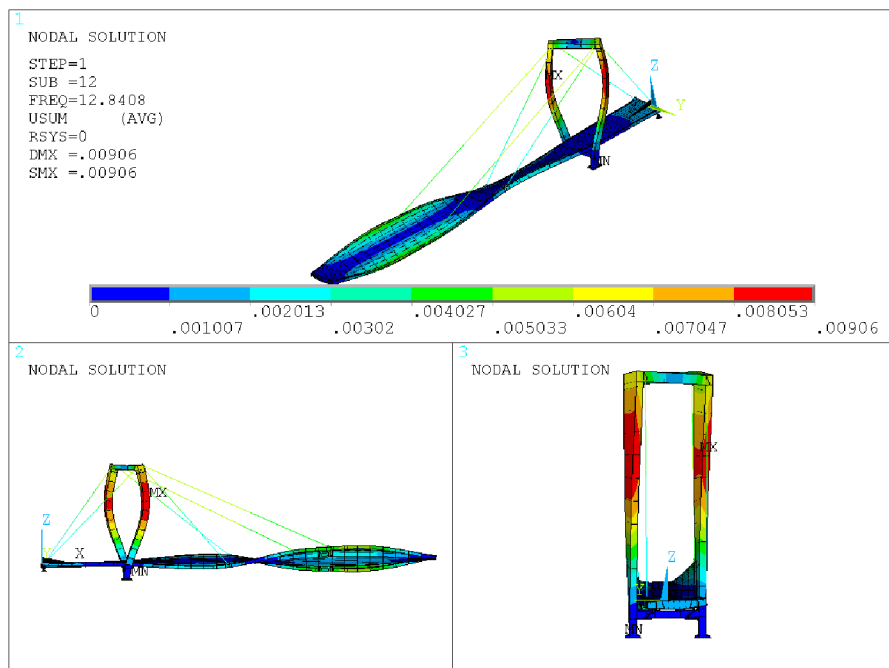 1
NODAL SOLUTION
STEP=1
SUB =12
FREQ=12.8408
USUM (AVG)
RSYS=0
DMX =.00906
SMX =.00906
MX
Z
Y
MN
0 .002013 .004027 .00604 .008053
.001007 .00302 .005033 .007047 .00906
2
NODAL SOLUTION
MX
Z
Y X
MN
3
NODAL SOLUTION
MX
Z
Y
MN